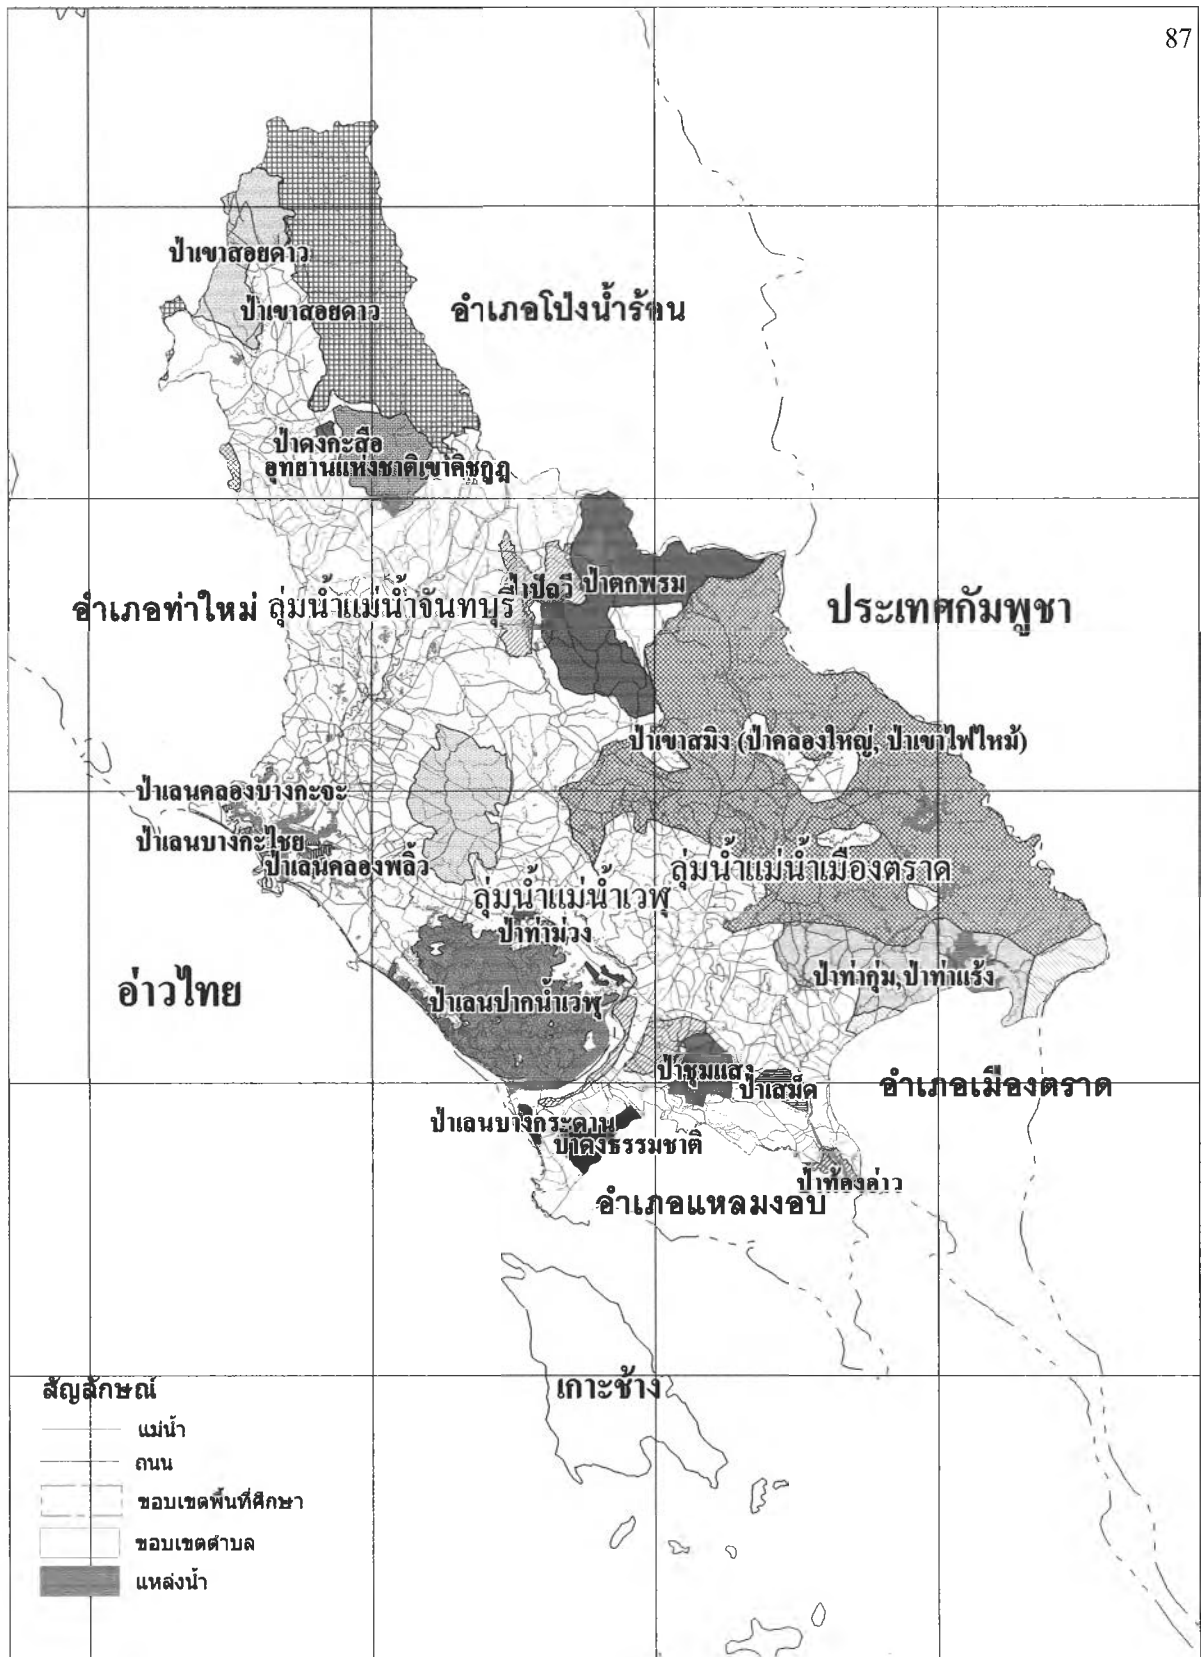 87
ป่าเขาสอยดาว
ป่าเขาสอยดาว
อำเภอโป่งน้ำร้อน
ป่าดงกะสือ
อุทยานแห่งชาติเขาคิชกูฎ
ป่าปัถวี
ป่าตกพรม
อำเภอท่าใหม่
ลุ่มน้ำแม่น้ำจันทบุรี
ประเทศกัมพูชา
ป่าเขาสมิง (ป่าคลองใหญ่, ป่าเขาไฟไหม้)
ป่าเลนคลองบางกะจะ
ป่าเลนบางกะไชย
ป่าเลนคลองพลิ้ว
ลุ่มน้ำแม่น้ำเมืองตราด
ลุ่มน้ำแม่น้ำเวฬุ
ป่าท่าม่วง
อ่าวไทย
ป่าท่ากุ่ม,ป่าท่าแร้ง
ป่าเลนปากน้ำเวฬุ
ป่าชุมแสง
ป่าเสม็ด
อำเภอเมืองตราด
ป่าเลนบางกระดาน
ป่าดงธรรมชาติ
ป่าท้องอ่าว
อำเภอแหลมงอบ
เกาะช้าง
สัญลักษณ์
แม่น้ำ
ถนน
ขอบเขตพื้นที่ศึกษา
ขอบเขตตำบล
แหล่งน้ำ